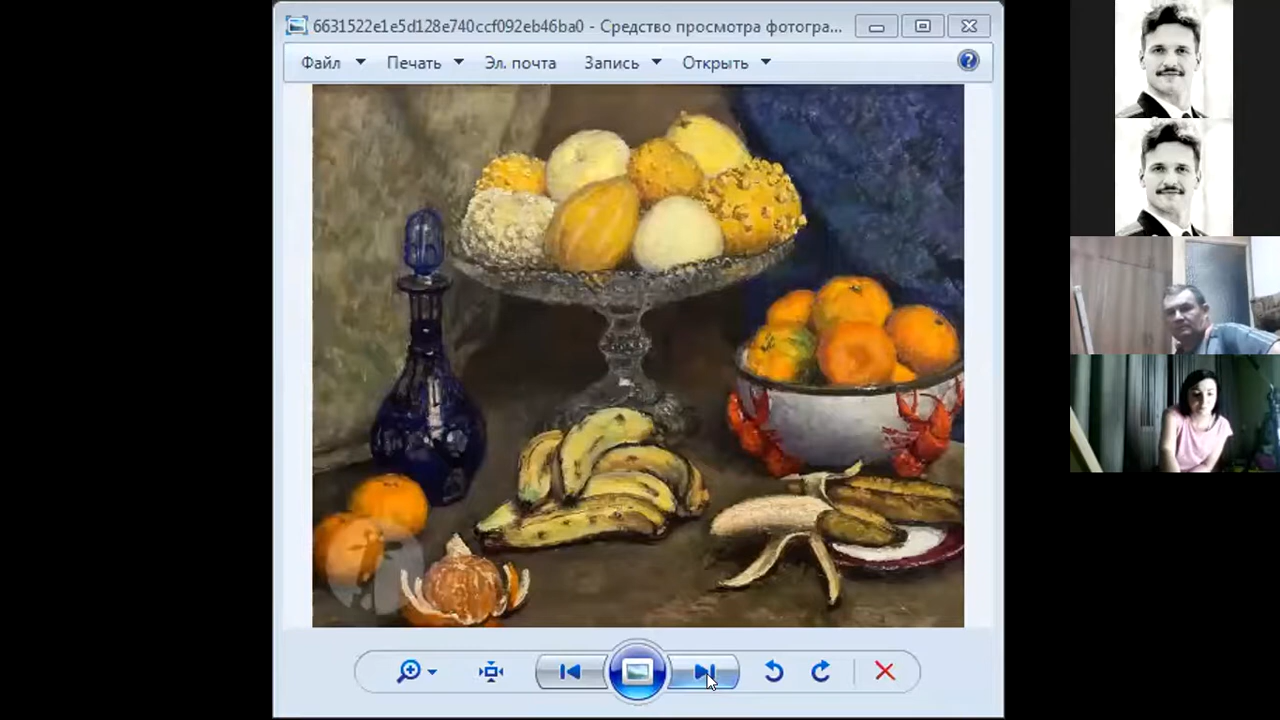 6631522e1e5d128e740ccf092eb46ba0 - Средство просмотра фотогра...
Файл Печать Эл. почта Запись Открыть